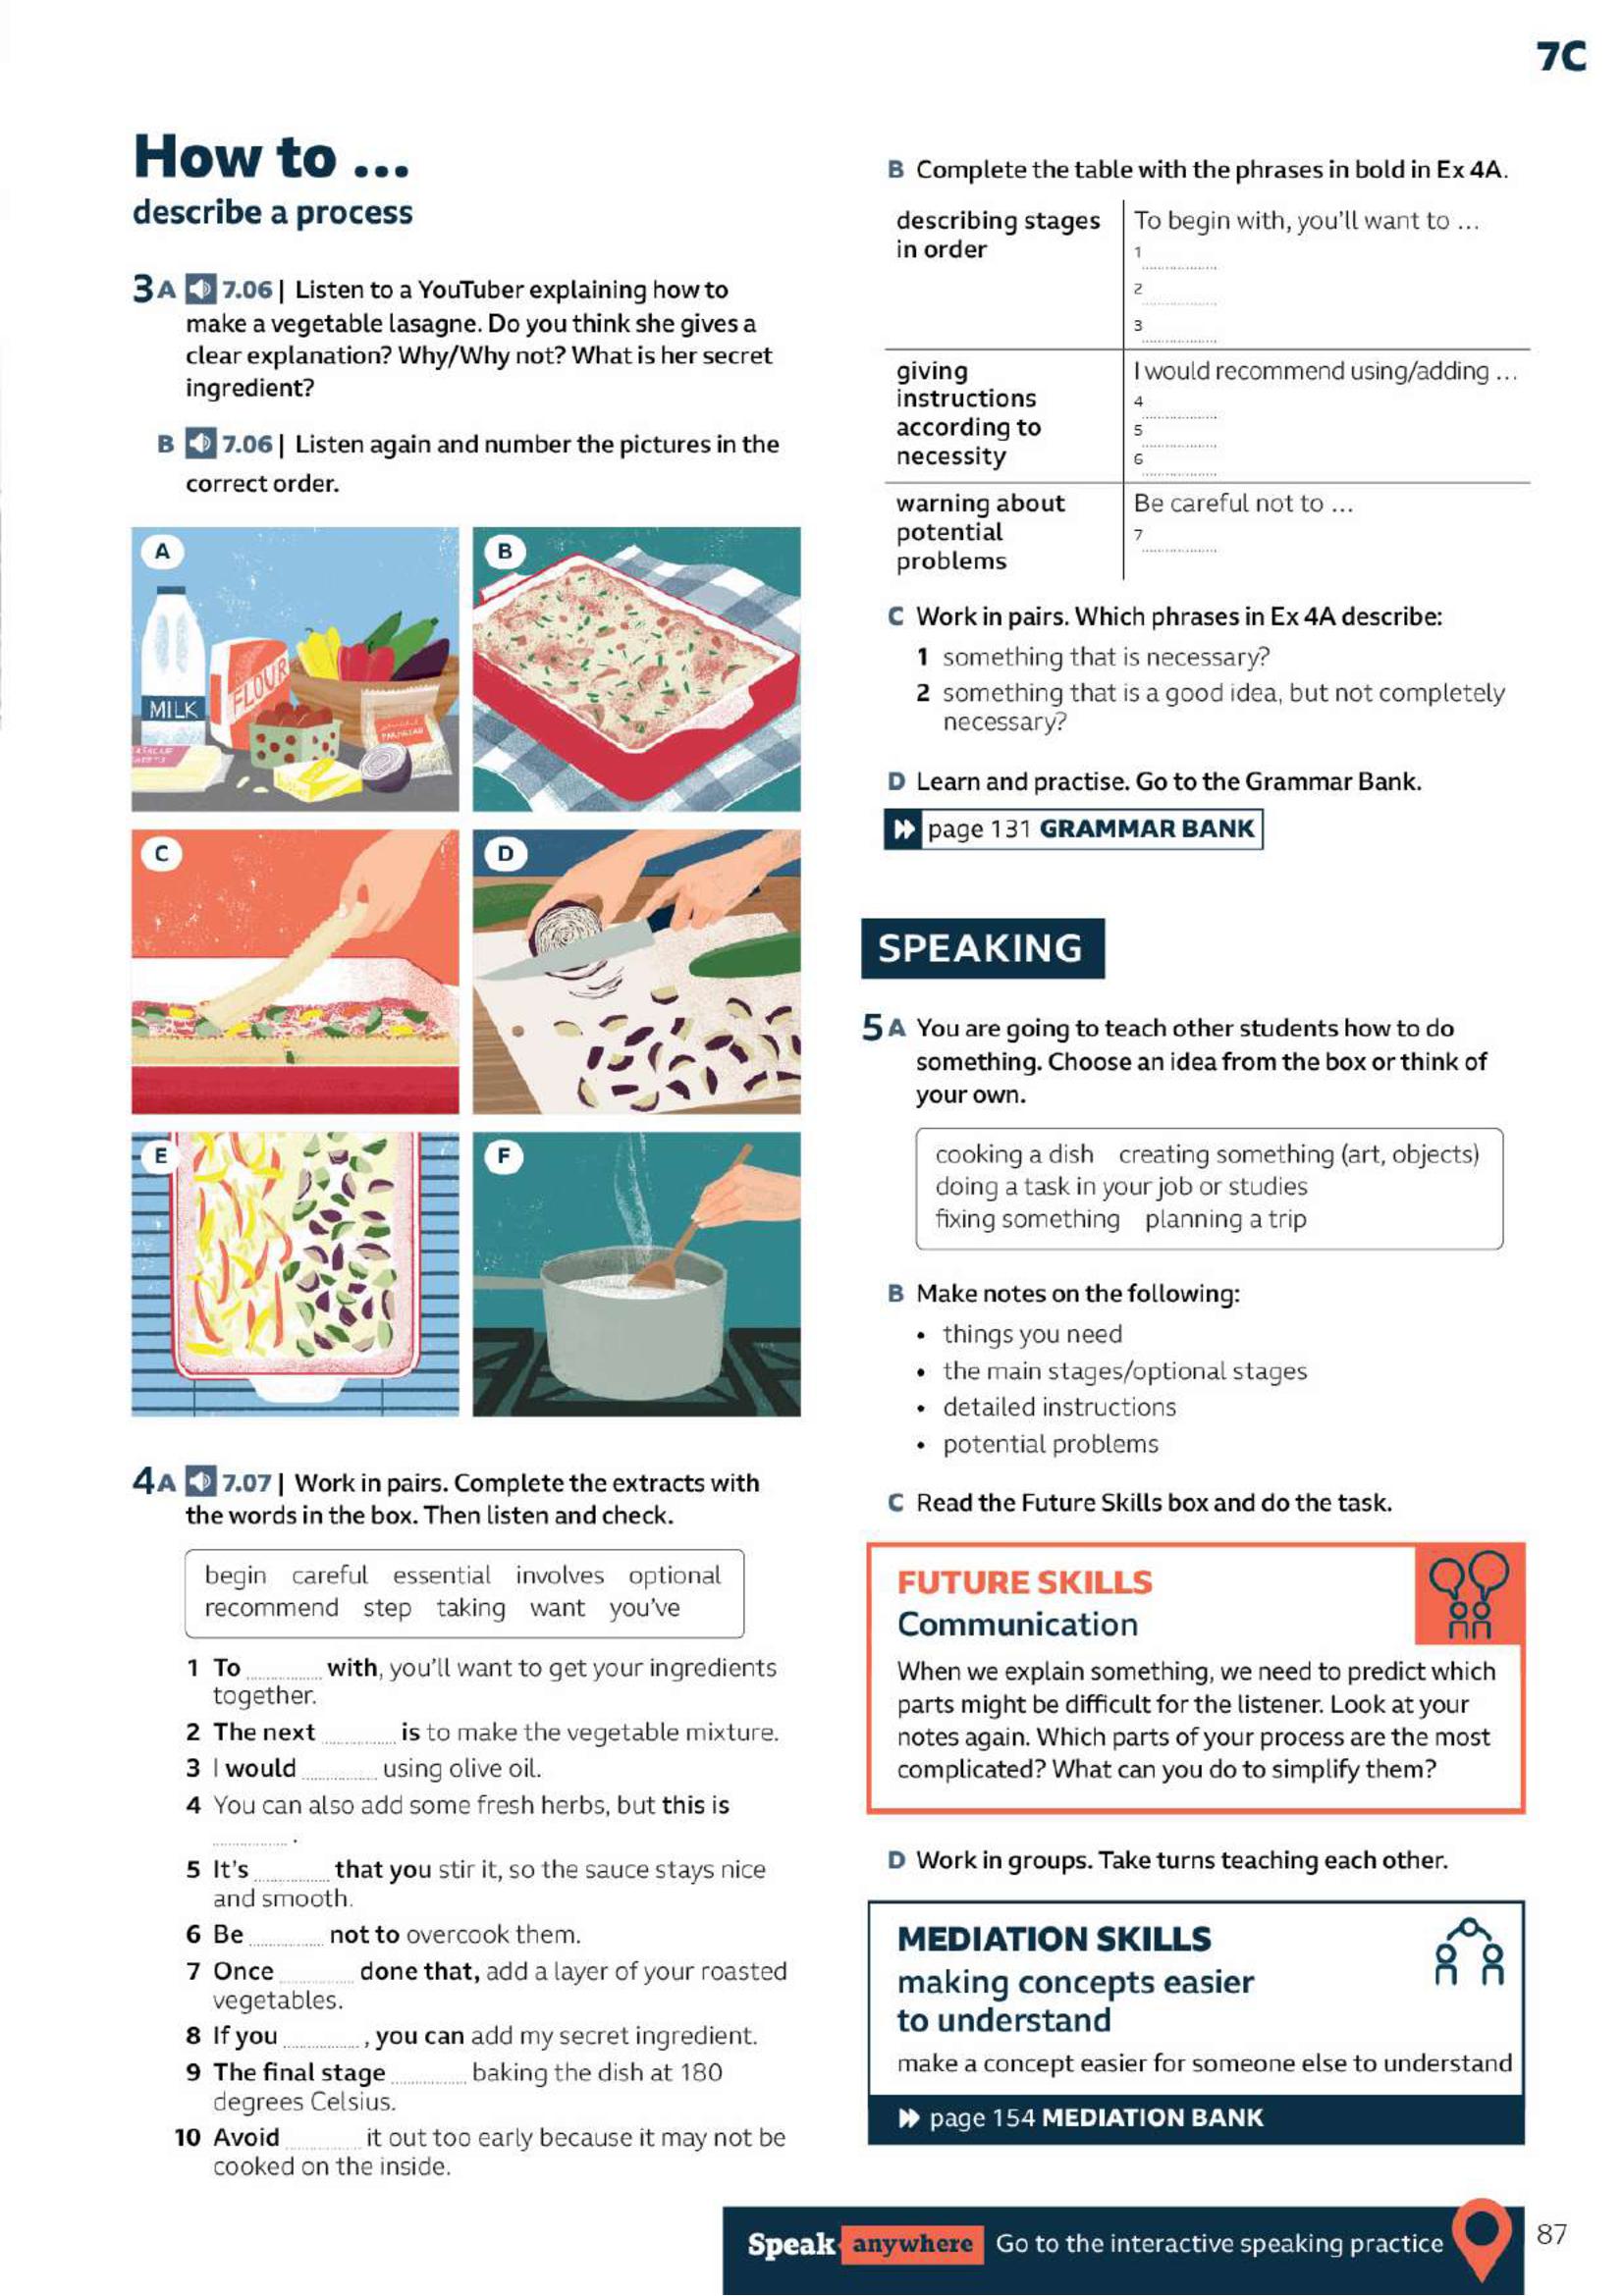 7C
How to ...
describe a process
3 A 7.06 | Listen to a YouTuber explaining how to
make a vegetable lasagne. Do you think she gives a
clear explanation? Why/Why not? What is her secret
ingredient?
B 7.06 | Listen again and number the pictures in the
correct order.
A
MILK
FLOUR
B
C
D
E
F
4 A 7.07 | Work in pairs. Complete the extracts with
the words in the box. Then listen and check.
begin careful essential involves optional
recommend step taking want you've
1 To ............ with, you'll want to get your ingredients
together.
2 The next ............ is to make the vegetable mixture.
3 I would ............ using olive oil.
4 You can also add some fresh herbs, but this is
............ .
5 It's ............ that you stir it, so the sauce stays nice
and smooth.
6 Be ............ not to overcook them.
7 Once ............ done that, add a layer of your roasted
vegetables.
8 If you ............ , you can add my secret ingredient.
9 The final stage ............ baking the dish at 180
degrees Celsius.
10 Avoid ............ it out too early because it may not be
cooked on the inside.
B Complete the table with the phrases in bold in Ex 4A.
describing stages
in order
To begin with, you'll want to ...
1 ............
2 ............
3 ............
giving
instructions
according to
necessity
I would recommend using/adding ...
4 ............
5 ............
6 ............
warning about
potential
problems
Be careful not to ...
7 ............
C Work in pairs. Which phrases in Ex 4A describe:
1 something that is necessary?
2 something that is a good idea, but not completely
necessary?
D Learn and practise. Go to the Grammar Bank.
page 131 GRAMMAR BANK
SPEAKING
5 A You are going to teach other students how to do
something. Choose an idea from the box or think of
your own.
cooking a dish creating something (art, objects)
doing a task in your job or studies
fixing something planning a trip
B Make notes on the following:
• things you need
• the main stages/optional stages
• detailed instructions
• potential problems
C Read the Future Skills box and do the task.
FUTURE SKILLS
Communication
When we explain something, we need to predict which
parts might be difficult for the listener. Look at your
notes again. Which parts of your process are the most
complicated? What can you do to simplify them?
D Work in groups. Take turns teaching each other.
MEDIATION SKILLS
making concepts easier
to understand
make a concept easier for someone else to understand
page 154 MEDIATION BANK
Speak anywhere Go to the interactive speaking practice
87